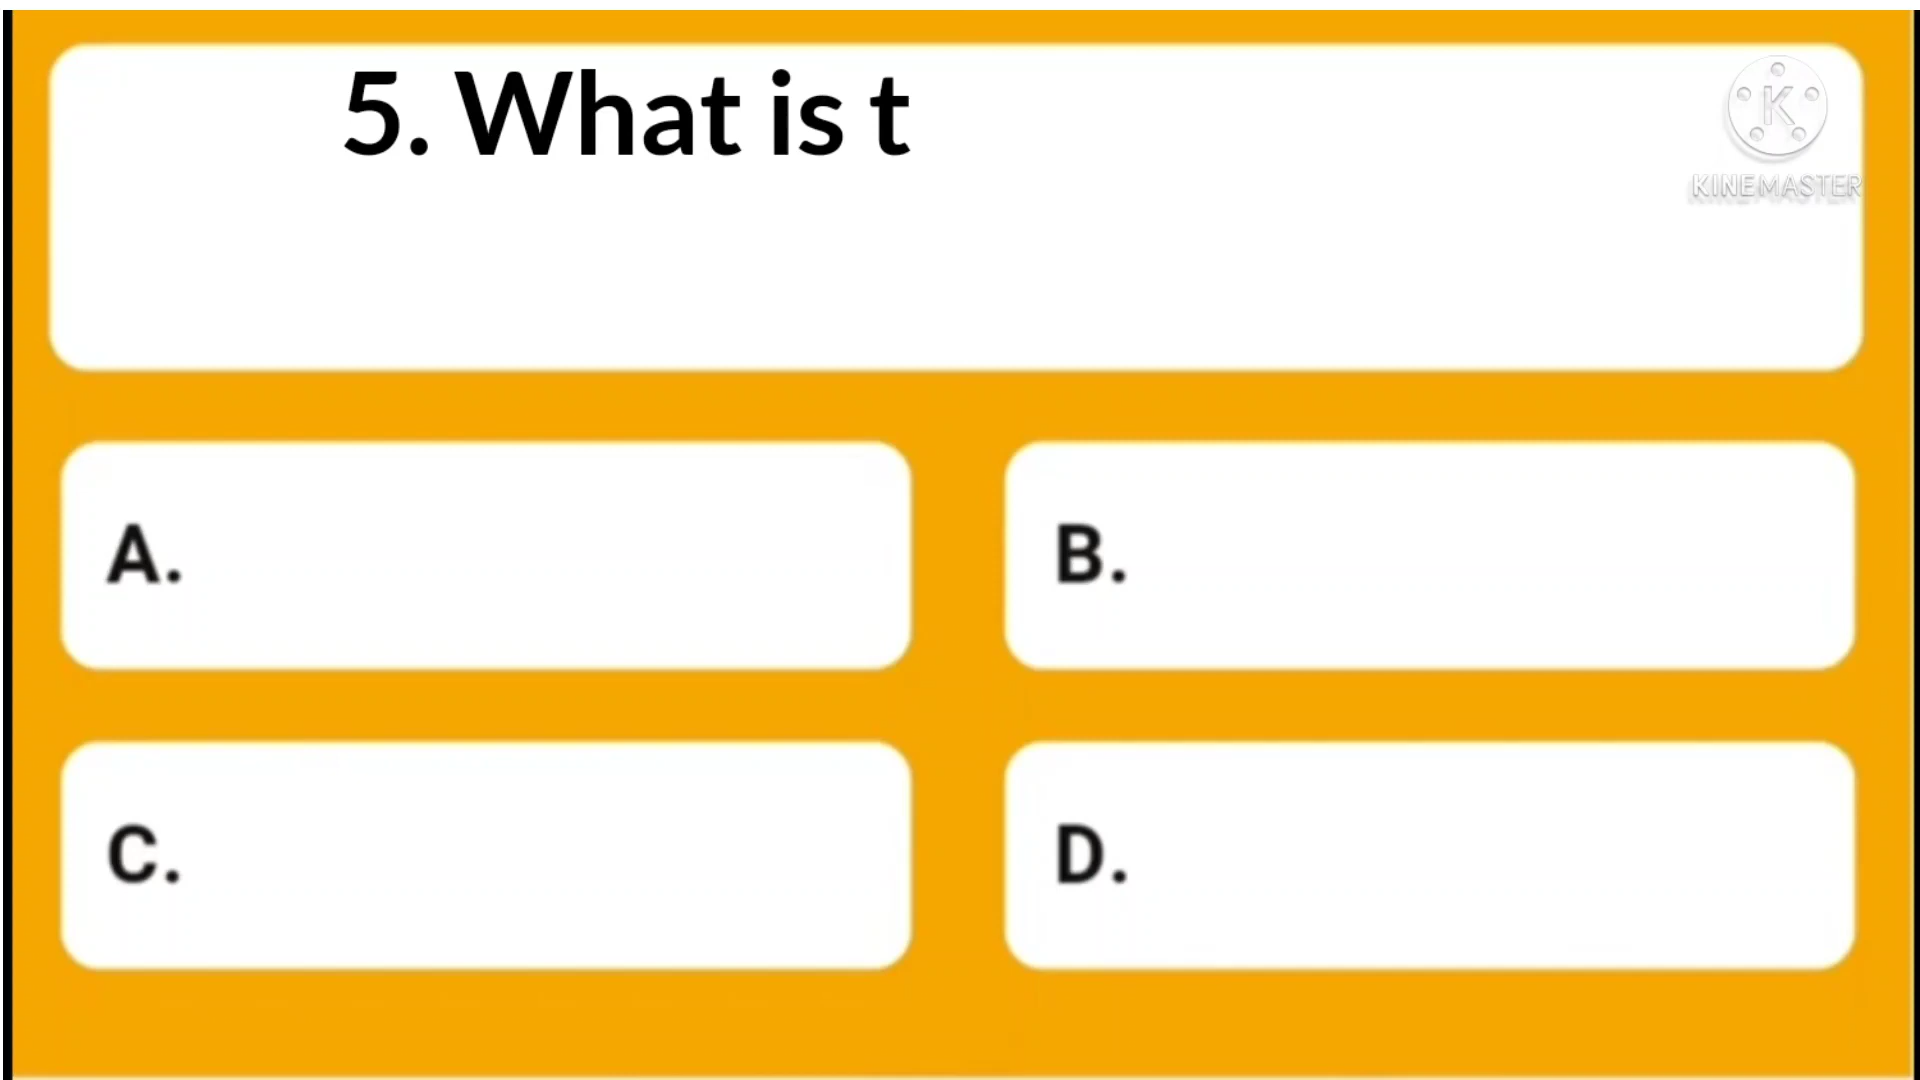 5. What is t
KINEMASTER
A.
B.
C.
D.